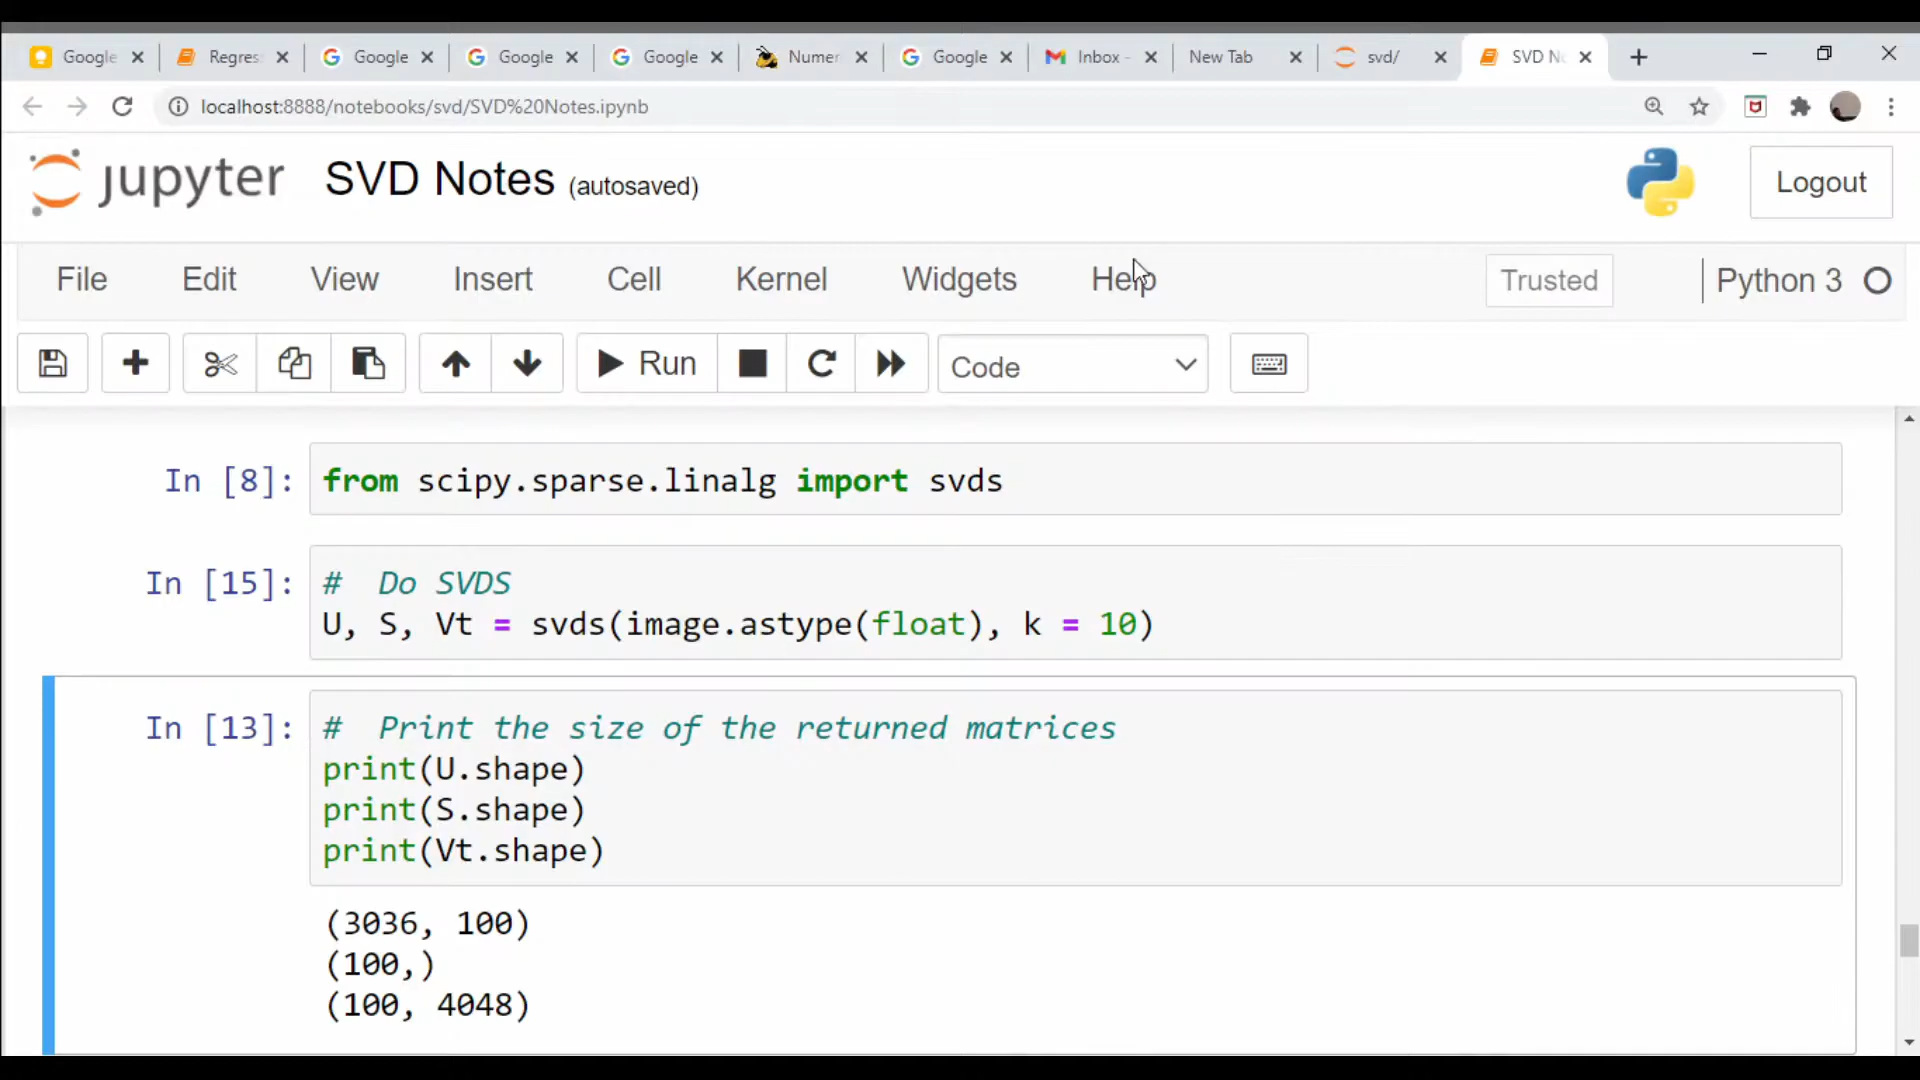 Google
Regres
Google
Google
Google
Numer
Google
Inbox -
New Tab
svd/
SVD N
localhost:8888/notebooks/svd/SVD%20Notes.ipynb
jupyter SVD Notes (autosaved)
Logout
File Edit View Insert Cell Kernel Widgets Help
Trusted
Python 3
Run
Code
In [8]: from scipy.sparse.linalg import svds
In [15]: # Do SVDS
U, S, Vt = svds(image.astype(float), k = 10)
In [13]: # Print the size of the returned matrices
print(U.shape)
print(S.shape)
print(Vt.shape)
(3036, 100)
(100,)
(100, 4048)